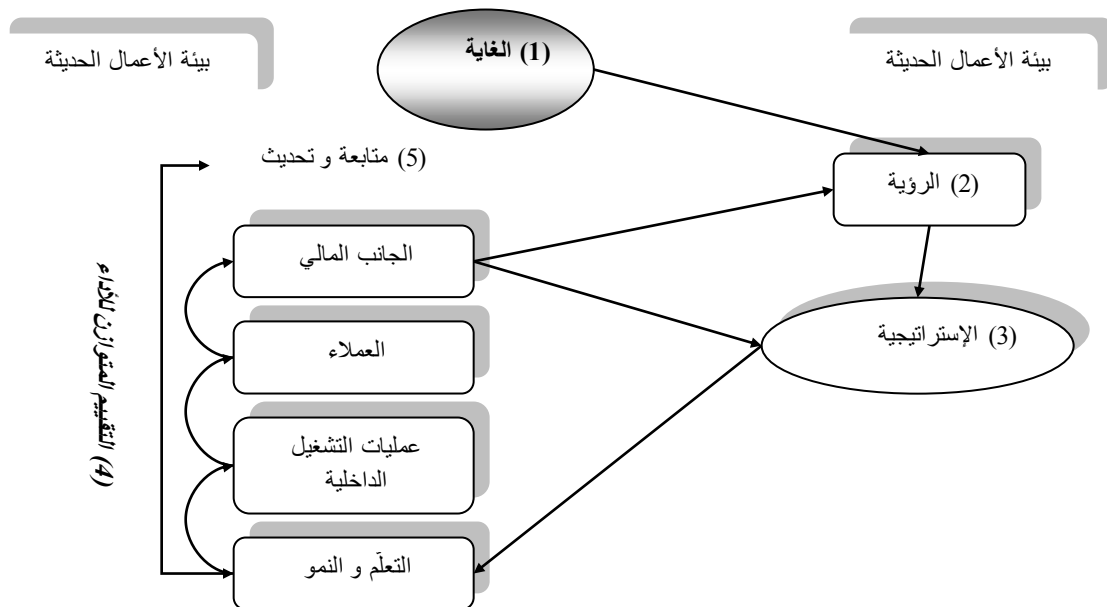 بيئة الأعمال الحديثة
(1) الغاية
بيئة الأعمال الحديثة
(2) الرؤية
(5) متابعة و تحديث
الجانب المالي
(3) الإستراتيجية
العملاء
عمليات التشغيل
الداخلية
التعلّم و النمو
(4) التقييم المتوازن للأداء